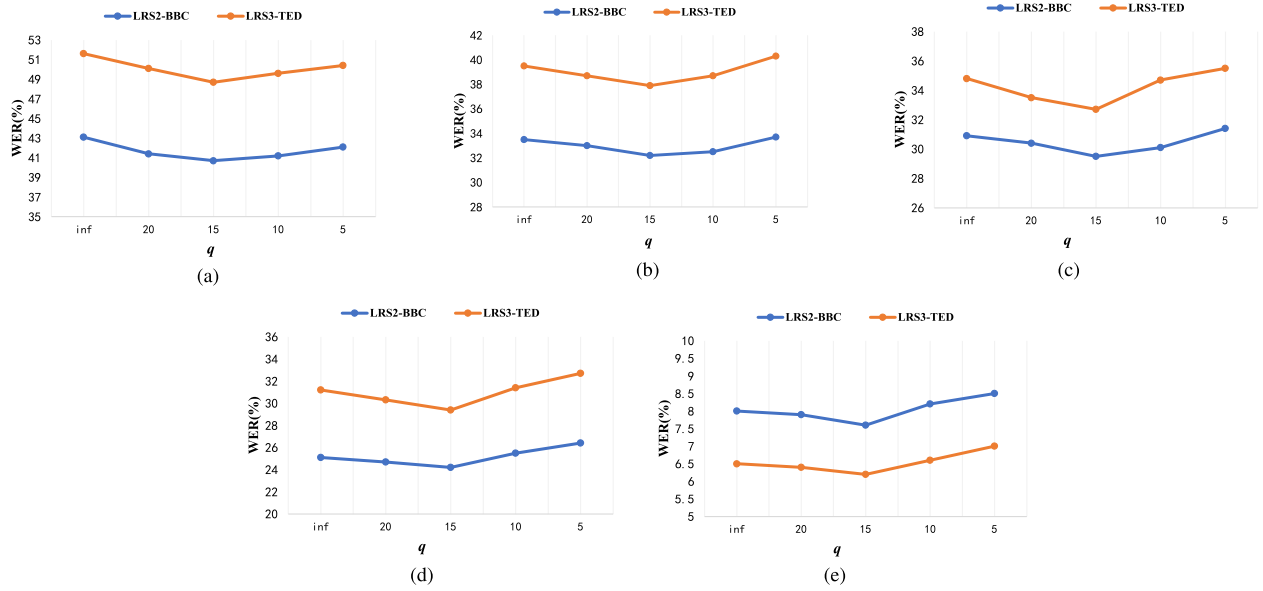 LRS2-BBC LRS3-TED
53
51
49
47
45
43
41
39
37
35
WER(%)
inf 20 15 10 5
q
(a)
LRS2-BBC LRS3-TED
42
40
38
36
34
32
30
28
WER(%)
inf 20 15 10 5
q
(b)
LRS2-BBC LRS3-TED
38
36
34
32
30
28
26
WER(%)
inf 20 15 10 5
q
(c)
LRS2-BBC LRS3-TED
36
34
32
30
28
26
24
22
20
WER(%)
inf 20 15 10 5
q
(d)
LRS2-BBC LRS3-TED
10
9.5
9
8.5
8
7.5
7
6.5
6
5.5
5
WER(%)
inf 20 15 10 5
q
(e)